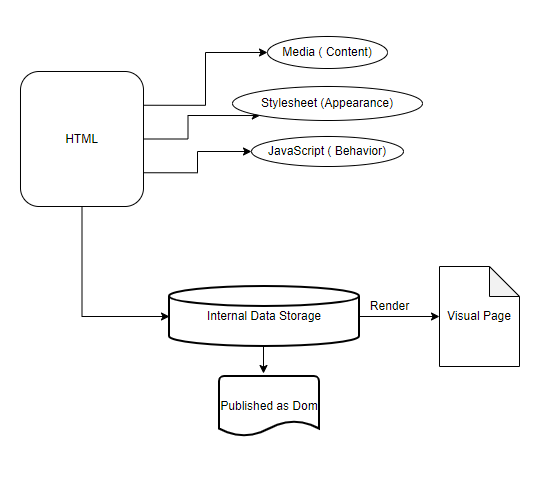 Media ( Content)
Stylesheet (Appearance)
HTML
JavaScript ( Behavior)
Render
Internal Data Storage
Visual Page
Published as Dom